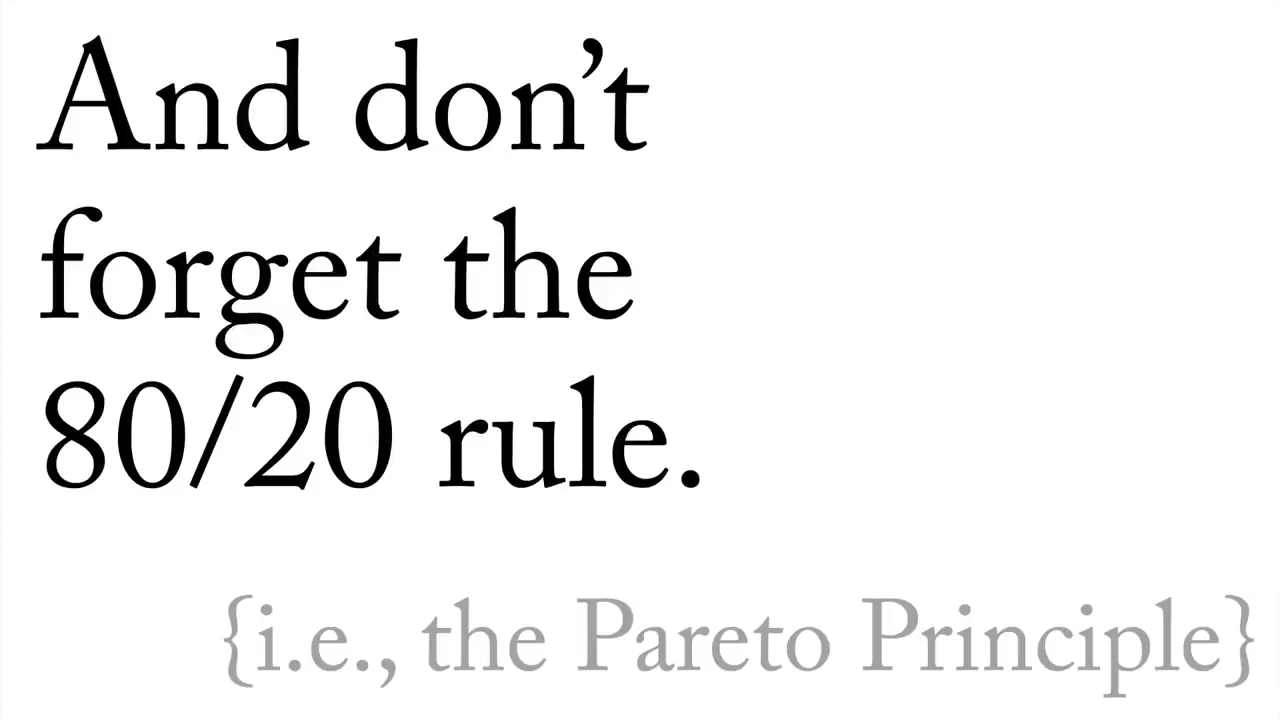 And don’t
forget the
80/20 rule.
{i.e., the Pareto Principle}